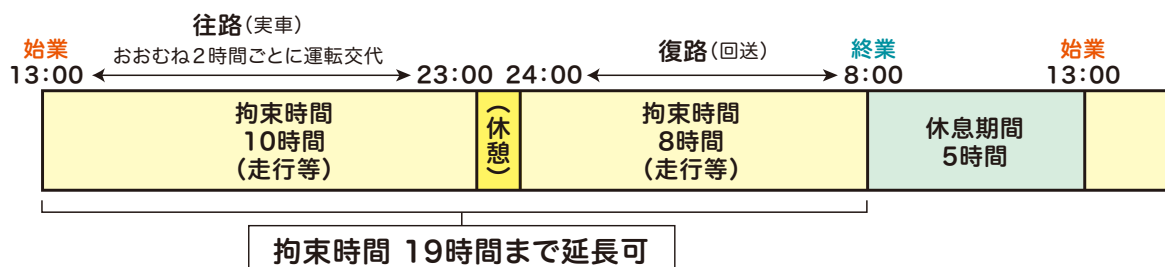 往路(実車)
おおむね2時間ごとに運転交代
復路(回送)
始業
終業
始業
13:00
23:00
24:00
8:00
13:00
拘束時間
10時間
(走行等)
(休憩)
拘束時間
8時間
(走行等)
休息期間
5時間
拘束時間 19時間まで延長可